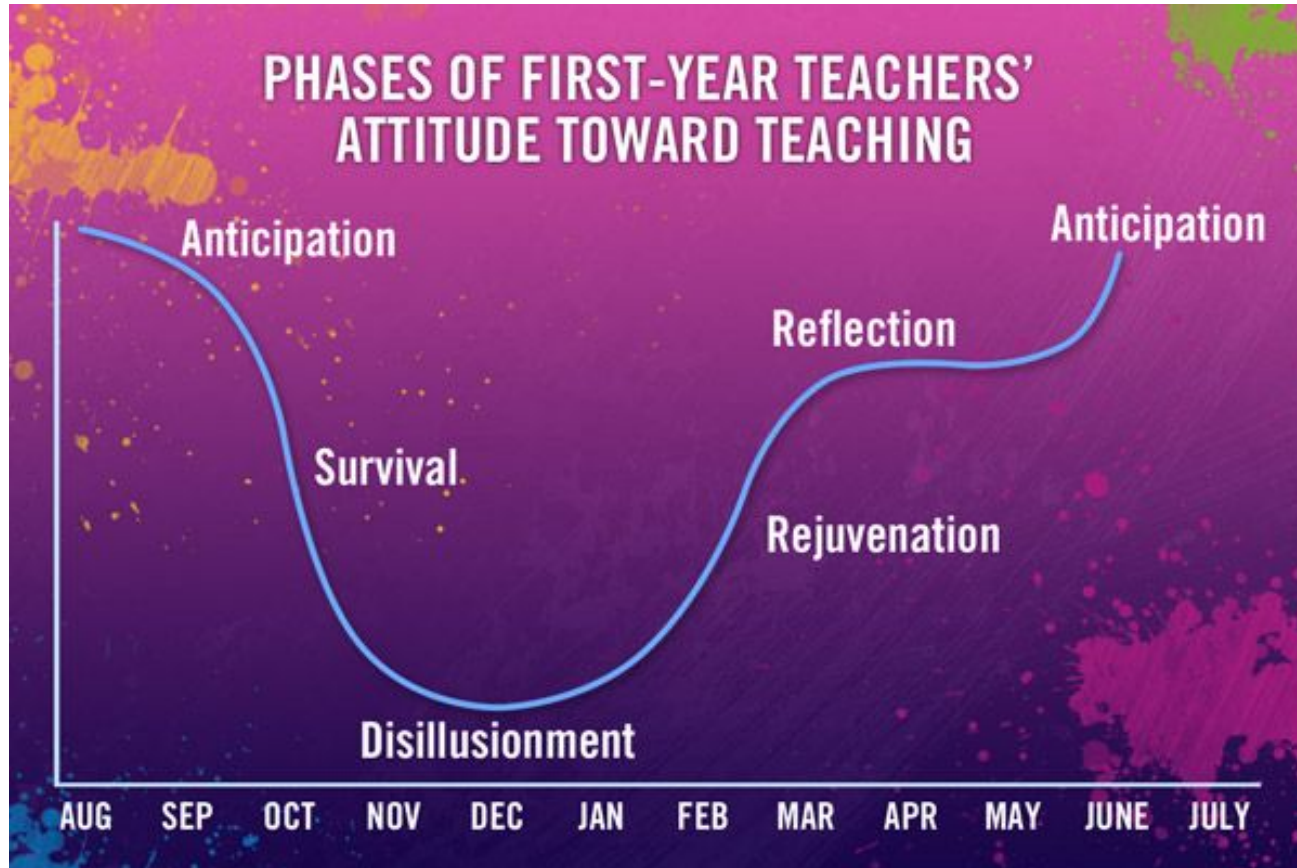 PHASES OF FIRST-YEAR TEACHERS'
ATTITUDE TOWARD TEACHING
Anticipation
Anticipation
Reflection
Survival
Rejuvenation
Disillusionment
AUG SEP OCT NOV DEC JAN FEB MAR APR MAY JUNE JULY